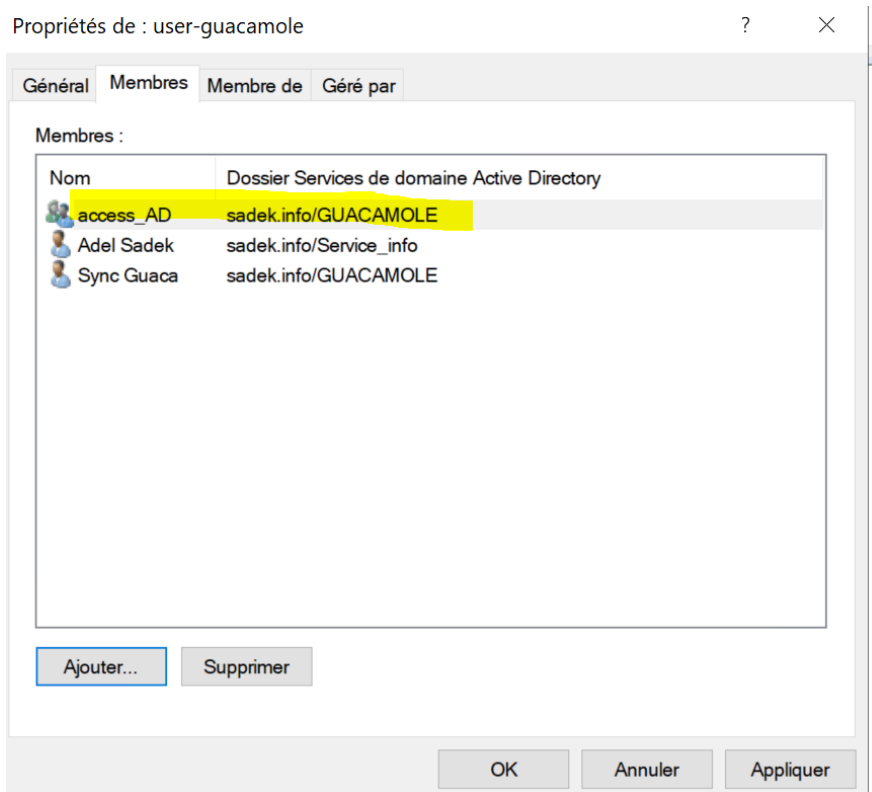 Propriétés de : user-guacamole ?
Général Membres Membre de Géré par
Membres :
Nom Dossier Services de domaine Active Directory
access_AD sadek.info/GUACAMOLE
Adel Sadek sadek.info/Service_info
Sync Guaca sadek.info/GUACAMOLE
Ajouter... Supprimer
OK Annuler Appliquer